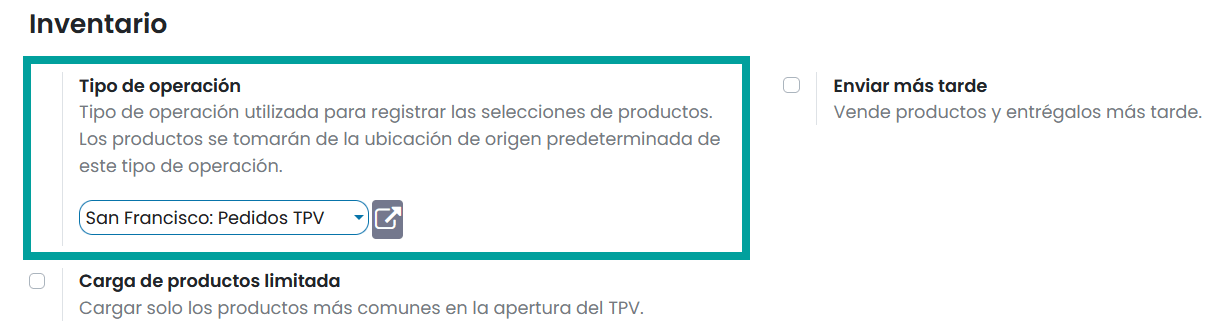 Inventario
Tipo de operación
Tipo de operación utilizada para registrar las selecciones de productos.
Los productos se tomarán de la ubicación de origen predeterminada de
este tipo de operación.
San Francisco: Pedidos TPV
Enviar más tarde
Vende productos y entrégalos más tarde.
Carga de productos limitada
Cargar solo los productos más comunes en la apertura del TPV.